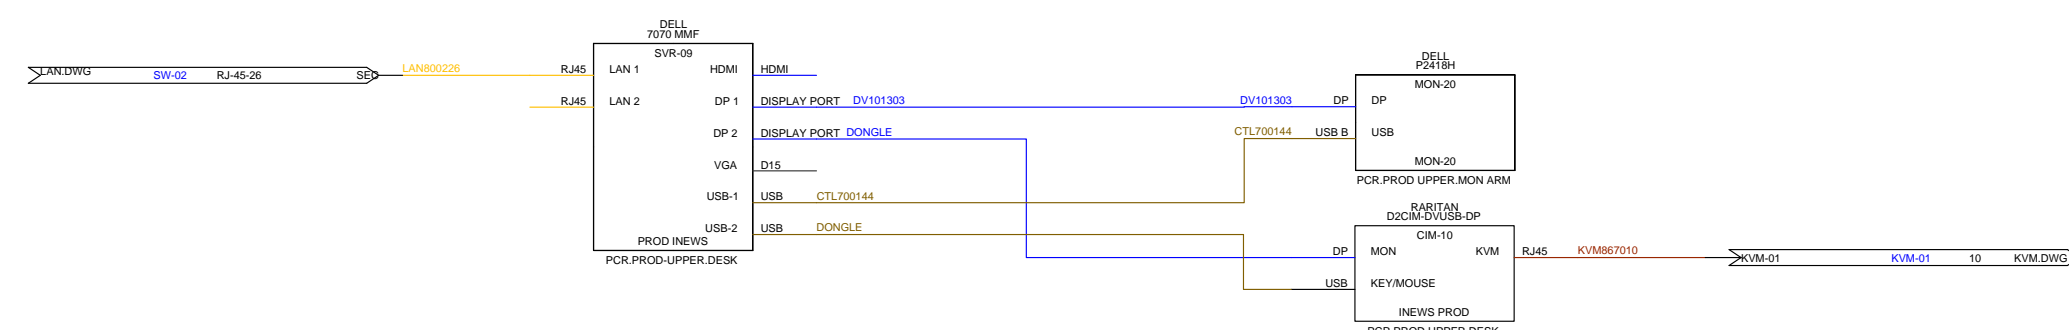 LAN.DWG SW-02 RJ-45-26 SEC LAN800226
DELL
7070 MMF
SVR-09
RJ45 LAN 1 HDMI HDMI
RJ45 LAN 2 DP 1 DISPLAY PORT DV101303
DP 2 DISPLAY PORT DONGLE
VGA D15
USB-1 USB CTL700144
USB-2 USB DONGLE
PROD INEWS
PCR.PROD-UPPER.DESK
DELL
P2418H
MON-20
DV101303 DP DP
CTL700144 USB B USB
MON-20
PCR.PROD UPPER.MON ARM
RARITAN
D2CIM-DVUSB-DP
CIM-10
DP MON KVM RJ45 KVM867010
USB KEY/MOUSE
INEWS PROD
PCR.PROD UPPER.DESK
KVM-01 KVM-01 10 KVM.DWG